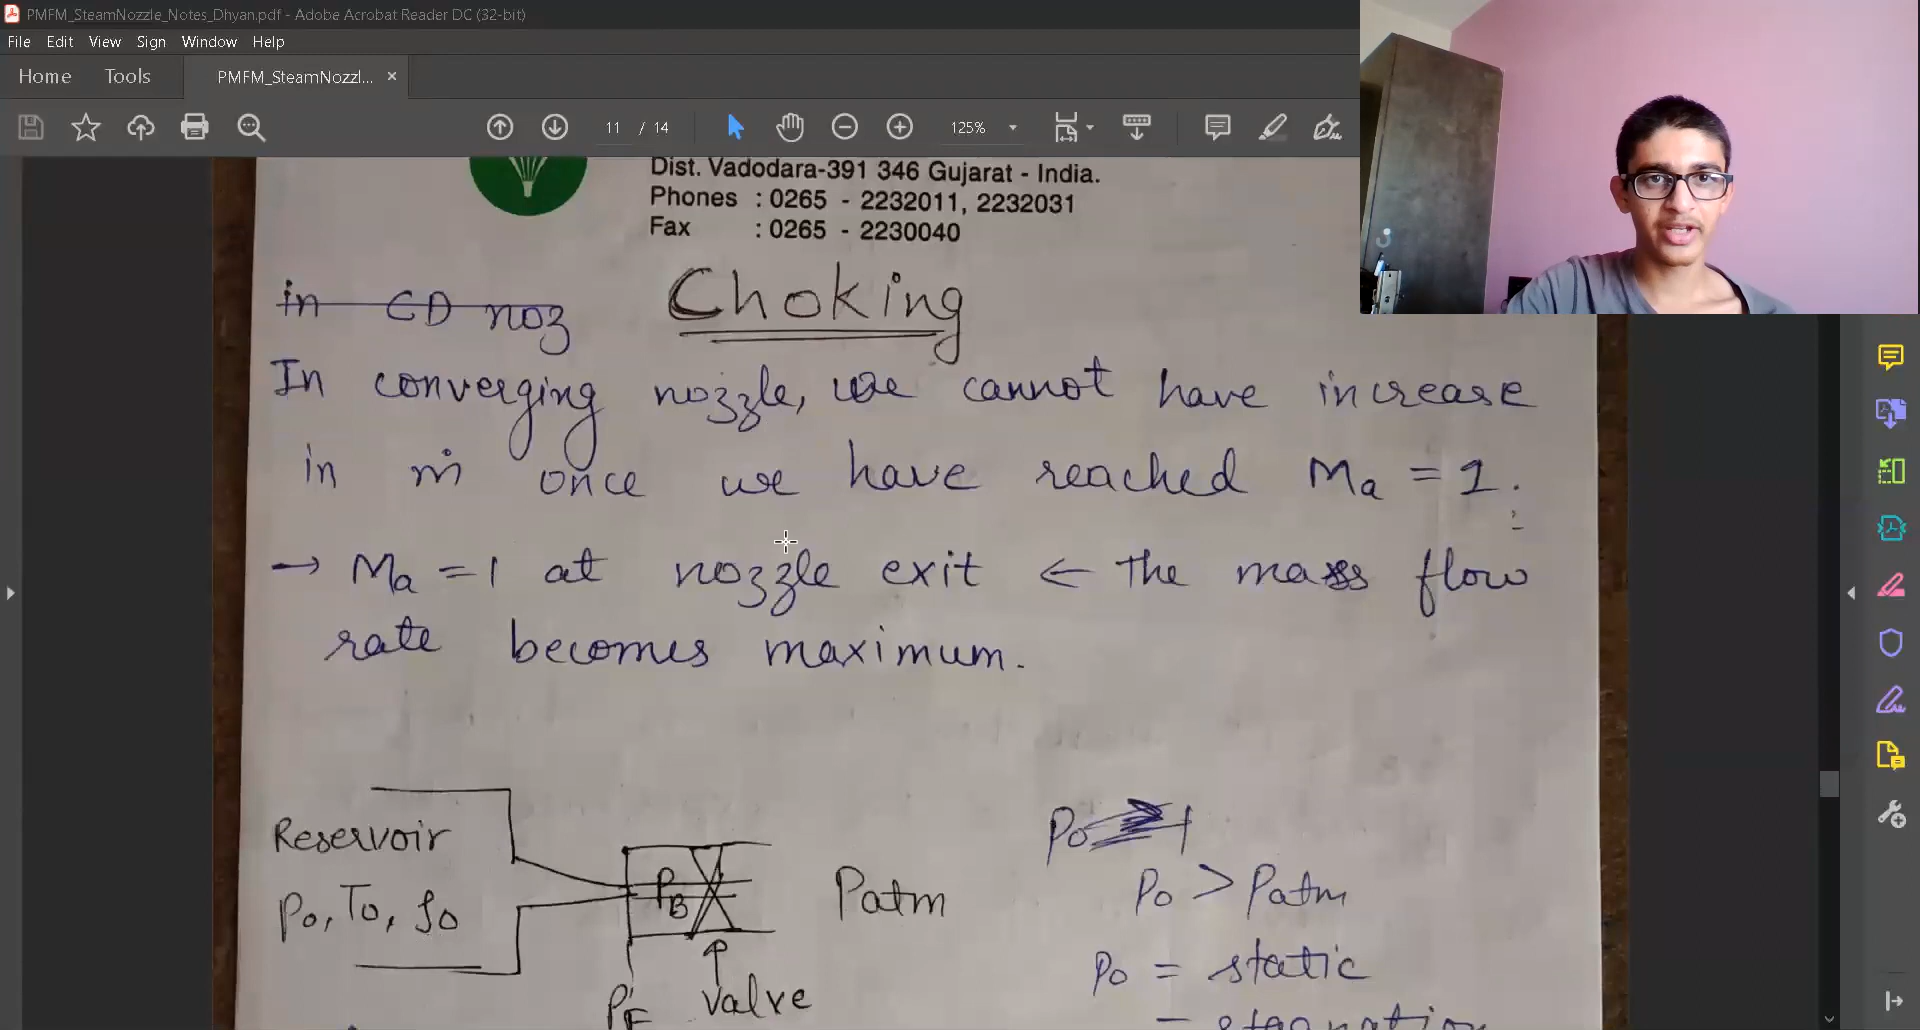 PMFM_SteamNozzle_Notes_Dhyan.pdf - Adobe Acrobat Reader DC (32-bit)
File Edit View Sign Window Help
Home Tools PMFM_SteamNozzl... ×
11 / 14 125%
Dist. Vadodara-391 346 Gujarat - India.
Phones : 0265 - 2232011, 2232031
Fax : 0265 - 2230040
in CD noz
Choking
In converging nozzle, we cannot have increase
in ṁ once we have reached Ma = 1.
→ Ma = 1 at nozzle exit ← The mass flow
rate becomes maximum.
Reservoir
Po, To, ρo
PB
Patm
PE
valve
Po
Po > Patm
Po = static
= stagnation